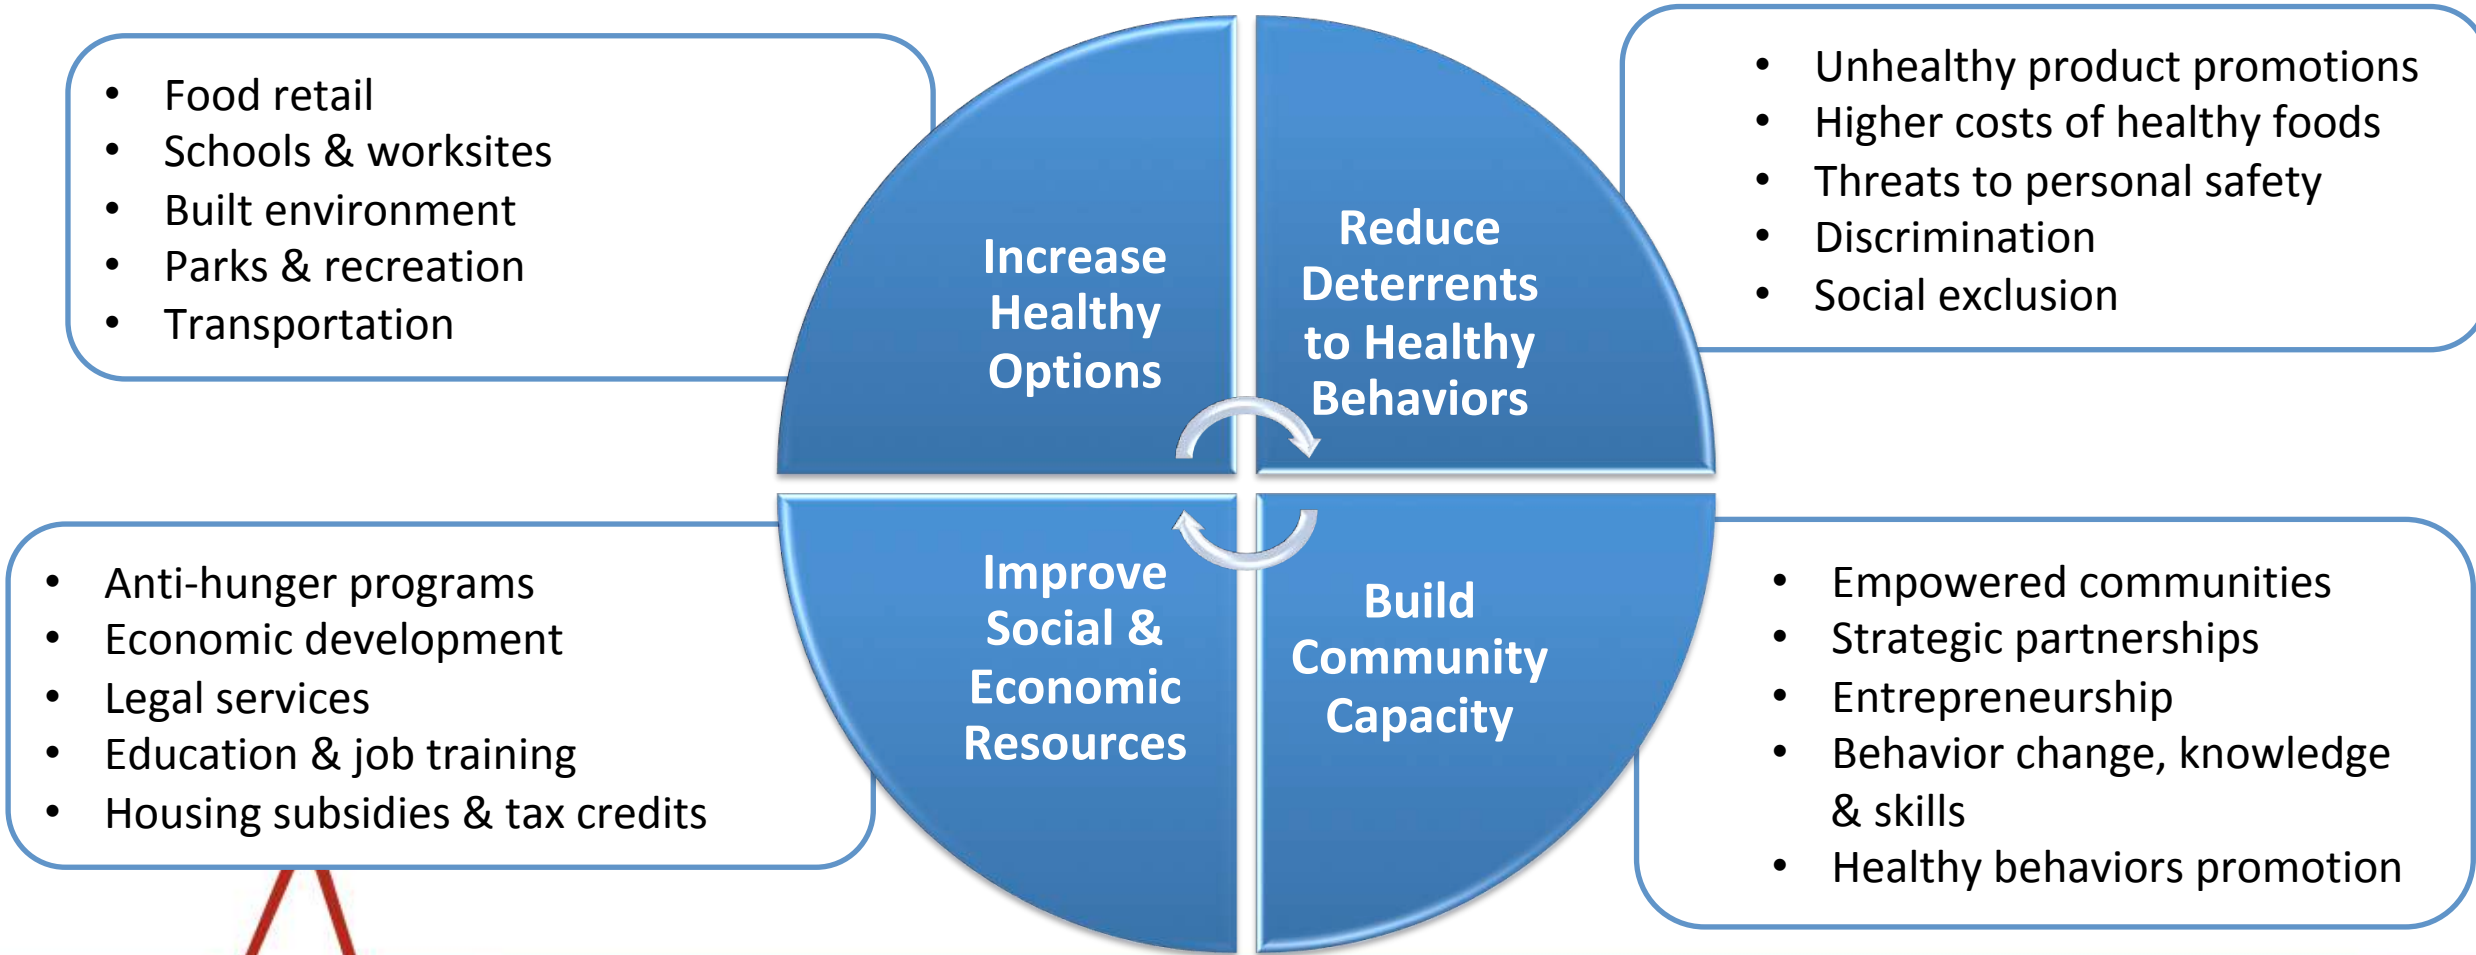 • Food retail
• Schools & worksites
• Built environment
• Parks & recreation
• Transportation
Increase
Healthy
Options
Reduce
Deterrents
to Healthy
Behaviors
• Unhealthy product promotions
• Higher costs of healthy foods
• Threats to personal safety
• Discrimination
• Social exclusion
• Anti-hunger programs
• Economic development
• Legal services
• Education & job training
• Housing subsidies & tax credits
Improve
Social &
Economic
Resources
Build
Community
Capacity
• Empowered communities
• Strategic partnerships
• Entrepreneurship
• Behavior change, knowledge
& skills
• Healthy behaviors promotion